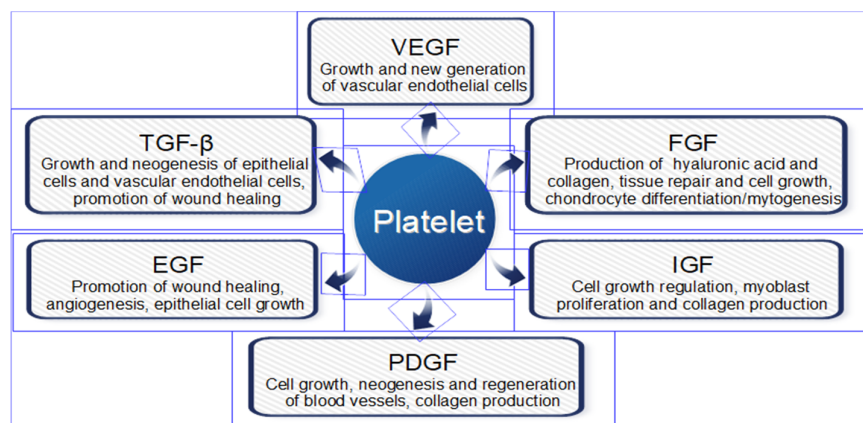 VEGF
Growth and new generation
of vascular endothelial cells
TGF-β
Growth and neogenesis of epithelial
cells and vascular endothelial cells,
promotion of wound healing
FGF
Production of hyaluronic acid and
collagen, tissue repair and cell growth,
chondrocyte differentiation/mytogenesis
Platelet
EGF
Promotion of wound healing,
angiogenesis, epithelial cell growth
IGF
Cell growth regulation, myoblast
proliferation and collagen production
PDGF
Cell growth, neogenesis and regeneration
of blood vessels, collagen production